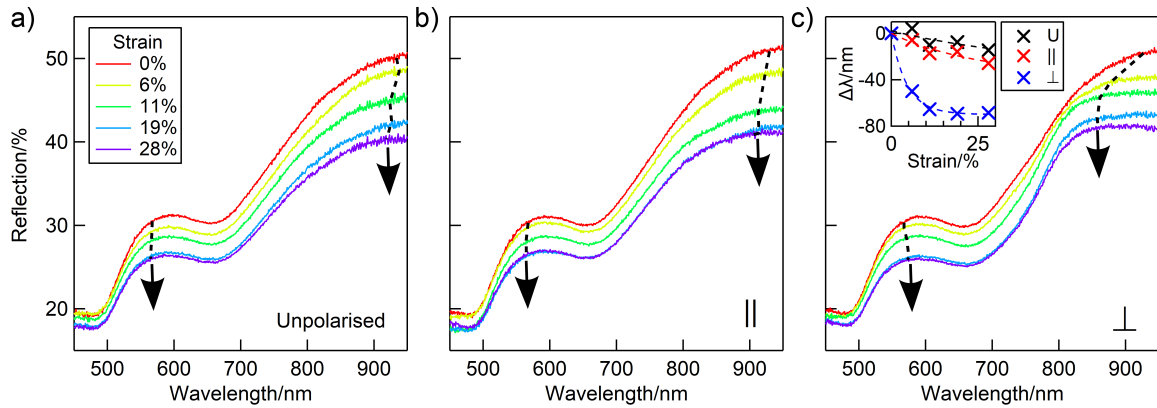 a)
Strain
0%
6%
11%
19%
28%
Reflection/%
50
40
30
20
500 600 700 800 900
Wavelength/nm
Unpolarised
b)
||
500 600 700 800 900
Wavelength/nm
c)
Δλ/nm
0
-40
-80
0 25
Strain/%
U
||
⊥
⊥
500 600 700 800 900
Wavelength/nm